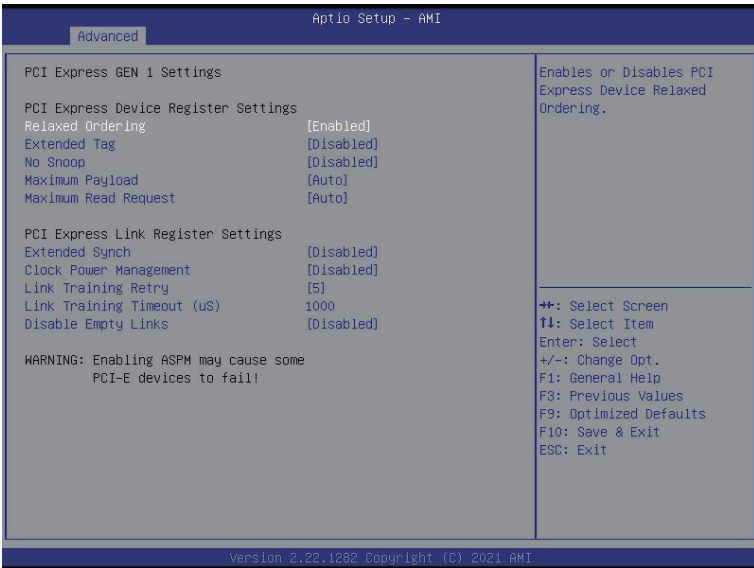 Aptio Setup – AMI
Advanced
PCI Express GEN 1 Settings
PCI Express Device Register Settings
Relaxed Ordering [Enabled]
Extended Tag [Disabled]
No Snoop [Disabled]
Maximum Payload [Auto]
Maximum Read Request [Auto]
PCI Express Link Register Settings
Extended Synch [Disabled]
Clock Power Management [Disabled]
Link Training Retry [5]
Link Training Timeout (uS) 1000
Disable Empty Links [Disabled]
WARNING: Enabling ASPM may cause some
PCI-E devices to fail!
Enables or Disables PCI
Express Device Relaxed
Ordering.
→←: Select Screen
↑↓: Select Item
Enter: Select
+/-: Change Opt.
F1: General Help
F3: Previous Values
F9: Optimized Defaults
F10: Save & Exit
ESC: Exit
Version 2.22.1282 Copyright (C) 2021 AMI